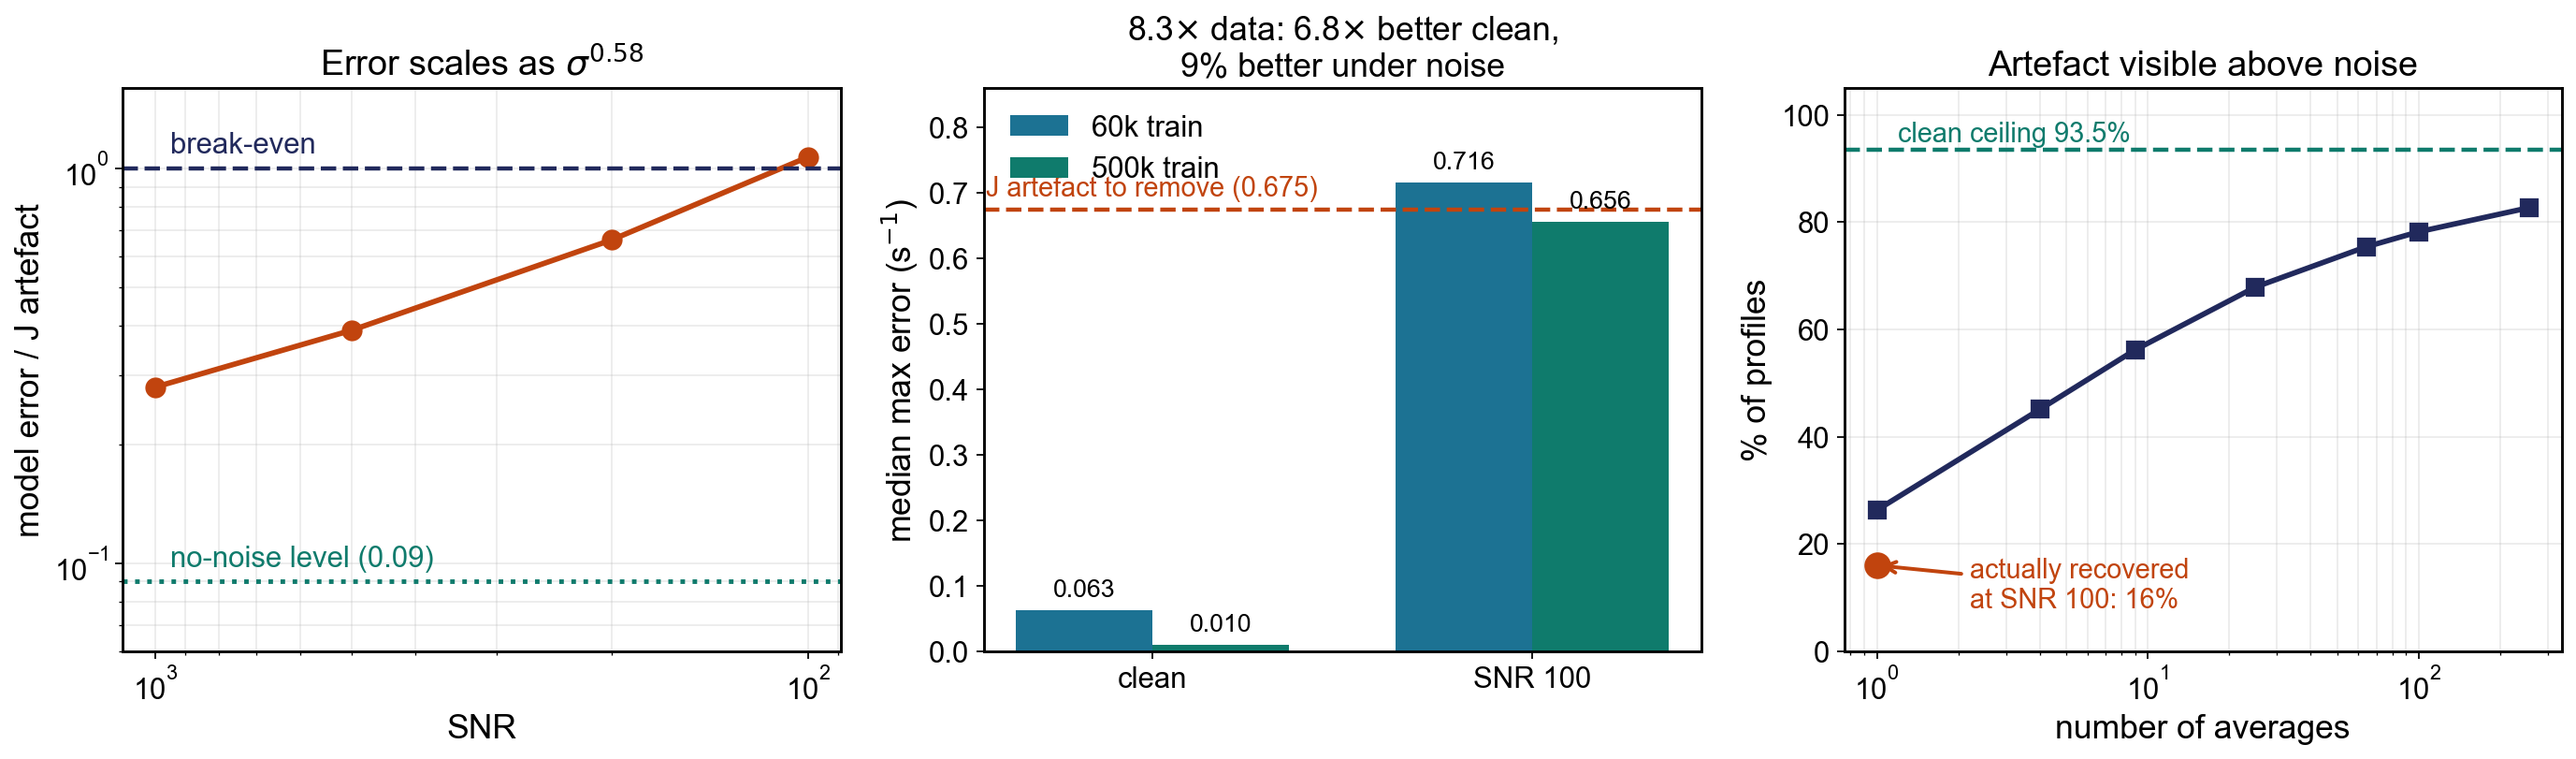 Error scales as σ^0.58
model error / J artefact
10^0
10^−1
break-even
no-noise level (0.09)
10^3
10^2
SNR
8.3× data: 6.8× better clean,
9% better under noise
median max error (s^−1)
0.8
0.7
0.6
0.5
0.4
0.3
0.2
0.1
0.0
60k train
500k train
J artefact to remove (0.675)
0.063
0.010
0.716
0.656
clean
SNR 100
Artefact visible above noise
% of profiles
100
80
60
40
20
0
clean ceiling 93.5%
actually recovered
at SNR 100: 16%
10^0
10^1
10^2
number of averages